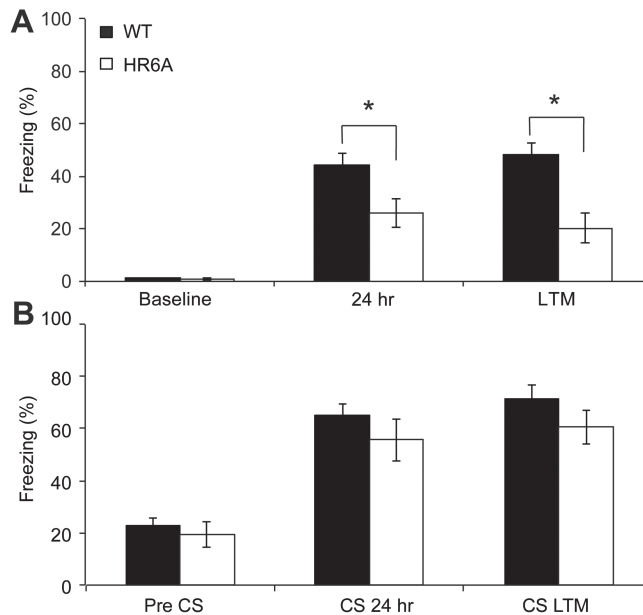 A
100
80
60
40
20
0
Freezing (%)
WT
HR6A
*
*
Baseline 24 hr LTM
B
100
80
60
40
20
0
Freezing (%)
Pre CS CS 24 hr CS LTM